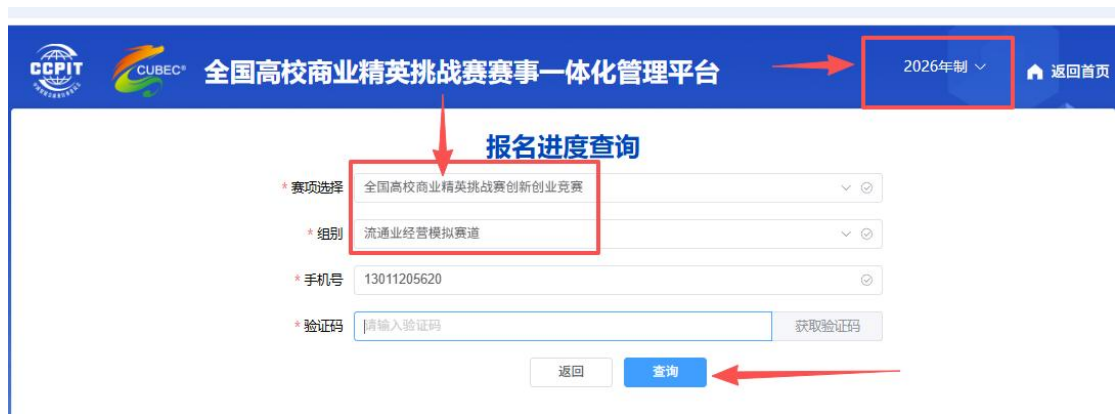 CCPIT
CUBEC®
全国高校商业精英挑战赛赛事一体化管理平台
2026年制
返回首页
报名进度查询
* 赛项选择 全国高校商业精英挑战赛创新创业竞赛
* 组别 流通业经营模拟赛道
* 手机号 13011205620
* 验证码 请输入验证码 获取验证码
返回 查询